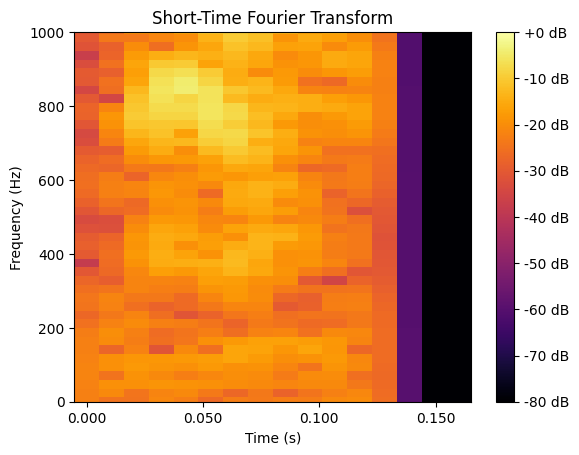 Short-Time Fourier Transform
1000
800
600
400
200
0
Frequency (Hz)
0.000
0.050
0.100
0.150
Time (s)
+0 dB
-10 dB
-20 dB
-30 dB
-40 dB
-50 dB
-60 dB
-70 dB
-80 dB